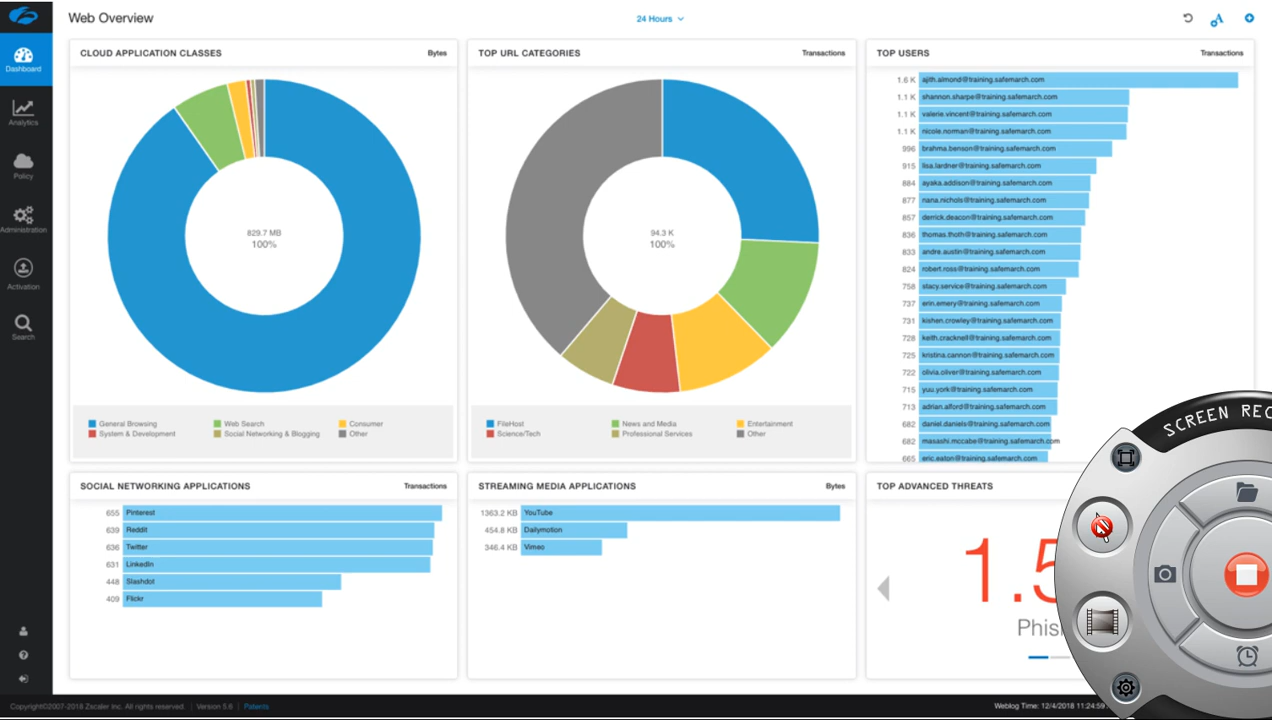 Web Overview
24 Hours
Dashboard
Analytics
Policy
Administration
Activation
Search
CLOUD APPLICATION CLASSES
Bytes
829.7 MB
100%
General Browsing
Web Search
Consumer
System & Development
Social Networking & Blogging
Other
TOP URL CATEGORIES
Transactions
94.3 K
100%
FileHost
News and Media
Entertainment
Science/Tech
Professional Services
Other
TOP USERS
Transactions
1.6 K ajith.almond@training.safemarch.com
1.1 K shannon.sharpe@training.safemarch.com
1.1 K valerie.vincent@training.safemarch.com
1.1 K nicole.norman@training.safemarch.com
996 brahma.benson@training.safemarch.com
915 lisa.lardner@training.safemarch.com
884 ayaka.addison@training.safemarch.com
877 nana.nichols@training.safemarch.com
857 derrick.deacon@training.safemarch.com
836 thomas.thoth@training.safemarch.com
833 andre.austin@training.safemarch.com
824 robert.ross@training.safemarch.com
758 stacy.service@training.safemarch.com
737 erin.emery@training.safemarch.com
731 kishen.crowley@training.safemarch.com
728 keith.cracknell@training.safemarch.com
725 kristina.cannon@training.safemarch.com
722 olivia.oliver@training.safemarch.com
715 yuu.york@training.safemarch.com
713 adrian.alford@training.safemarch.com
682 daniel.daniels@training.safemarch.com
682 masashi.mccabe@training.safemarch.com
665 eric.eaton@training.safemarch.com
SOCIAL NETWORKING APPLICATIONS
Transactions
655 Pinterest
639 Reddit
636 Twitter
631 LinkedIn
448 Slashdot
409 Flickr
STREAMING MEDIA APPLICATIONS
Bytes
1363.2 KB YouTube
454.8 KB Dailymotion
346.4 KB Vimeo
TOP ADVANCED THREATS
1.5
Phis
SCREEN REC
Copyright©2007-2018 Zscaler Inc. All rights reserved. | Version 5.6 | Patents
Weblog Time: 12/4/2018 11:24:59